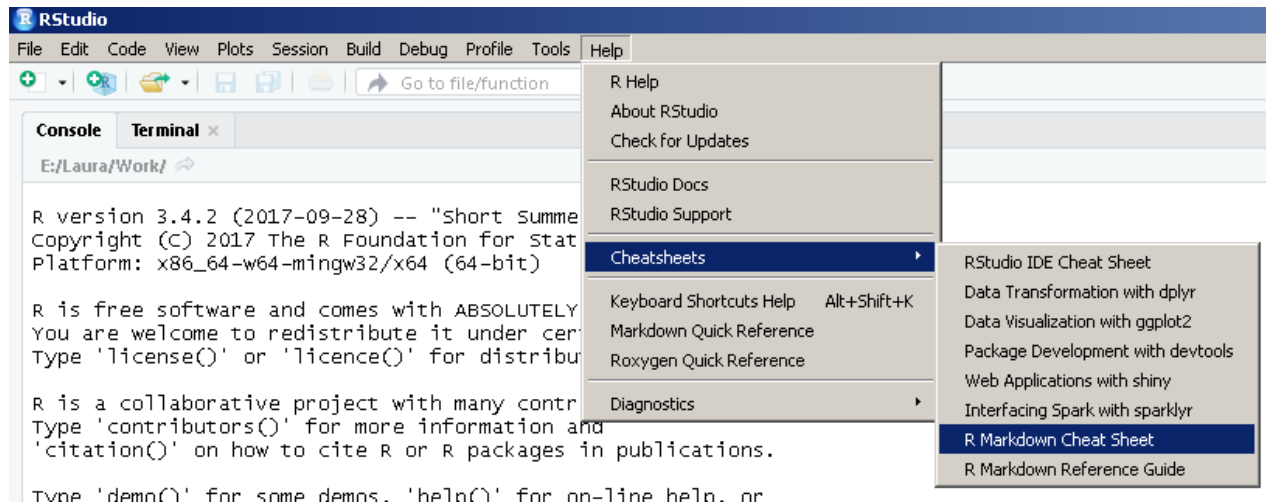 RStudio
File Edit Code View Plots Session Build Debug Profile Tools Help
Go to file/function
Console Terminal ×
E:/Laura/Work/
R version 3.4.2 (2017-09-28) -- "Short Summe
Copyright (C) 2017 The R Foundation for Stat
Platform: x86_64-w64-mingw32/x64 (64-bit)
R is free software and comes with ABSOLUTELY
You are welcome to redistribute it under cer
Type 'license()' or 'licence()' for distribu
R is a collaborative project with many contr
Type 'contributors()' for more information and
'citation()' on how to cite R or R packages in publications.
Type 'demo()' for some demos, 'help()' for on-line help, or
R Help
About RStudio
Check for Updates
RStudio Docs
RStudio Support
Cheatsheets
Keyboard Shortcuts Help Alt+Shift+K
Markdown Quick Reference
Roxygen Quick Reference
Diagnostics
RStudio IDE Cheat Sheet
Data Transformation with dplyr
Data Visualization with ggplot2
Package Development with devtools
Web Applications with shiny
Interfacing Spark with sparklyr
R Markdown Cheat Sheet
R Markdown Reference Guide